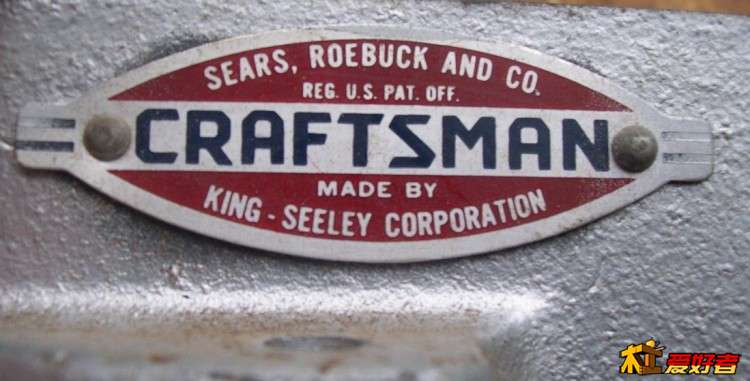 SEARS, ROEBUCK AND CO.
REG. U.S. PAT. OFF.
CRAFTSMAN
MADE BY
KING - SEELEY CORPORATION
木工爱好者